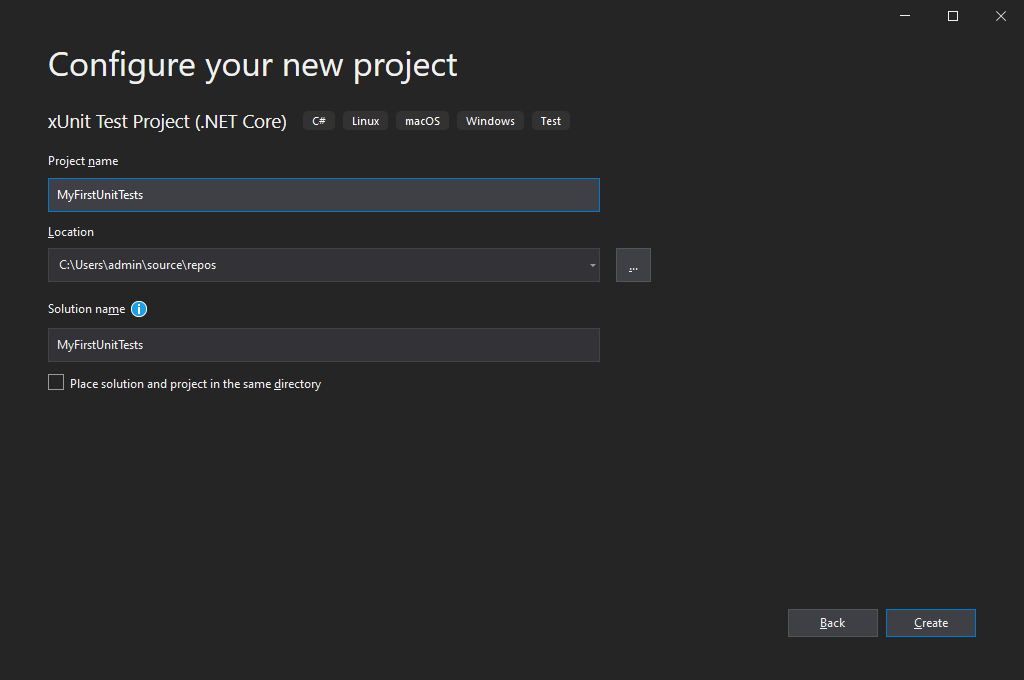 Configure your new project
xUnit Test Project (.NET Core) C# Linux macOS Windows Test
Project name
MyFirstUnitTests
Location
C:\Users\admin\source\repos
...
Solution name
MyFirstUnitTests
Place solution and project in the same directory
Back Create